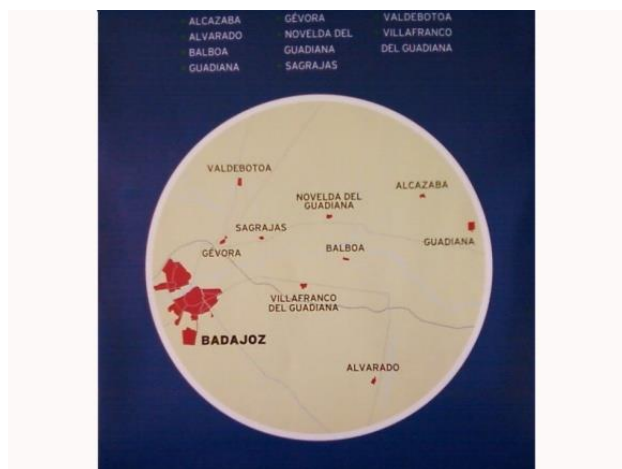 ALCAZABA
ALVARADO
BALBOA
GUADIANA
GÉVORA
NOVELDA DEL
GUADIANA
SAGRAJAS
VALDEBOTOA
VILLAFRANCO
DEL GUADIANA
VALDEBOTOA
ALCAZABA
NOVELDA DEL
GUADIANA
SAGRAJAS
GUADIANA
GÉVORA
BALBOA
VILLAFRANCO
DEL GUADIANA
BADAJOZ
ALVARADO